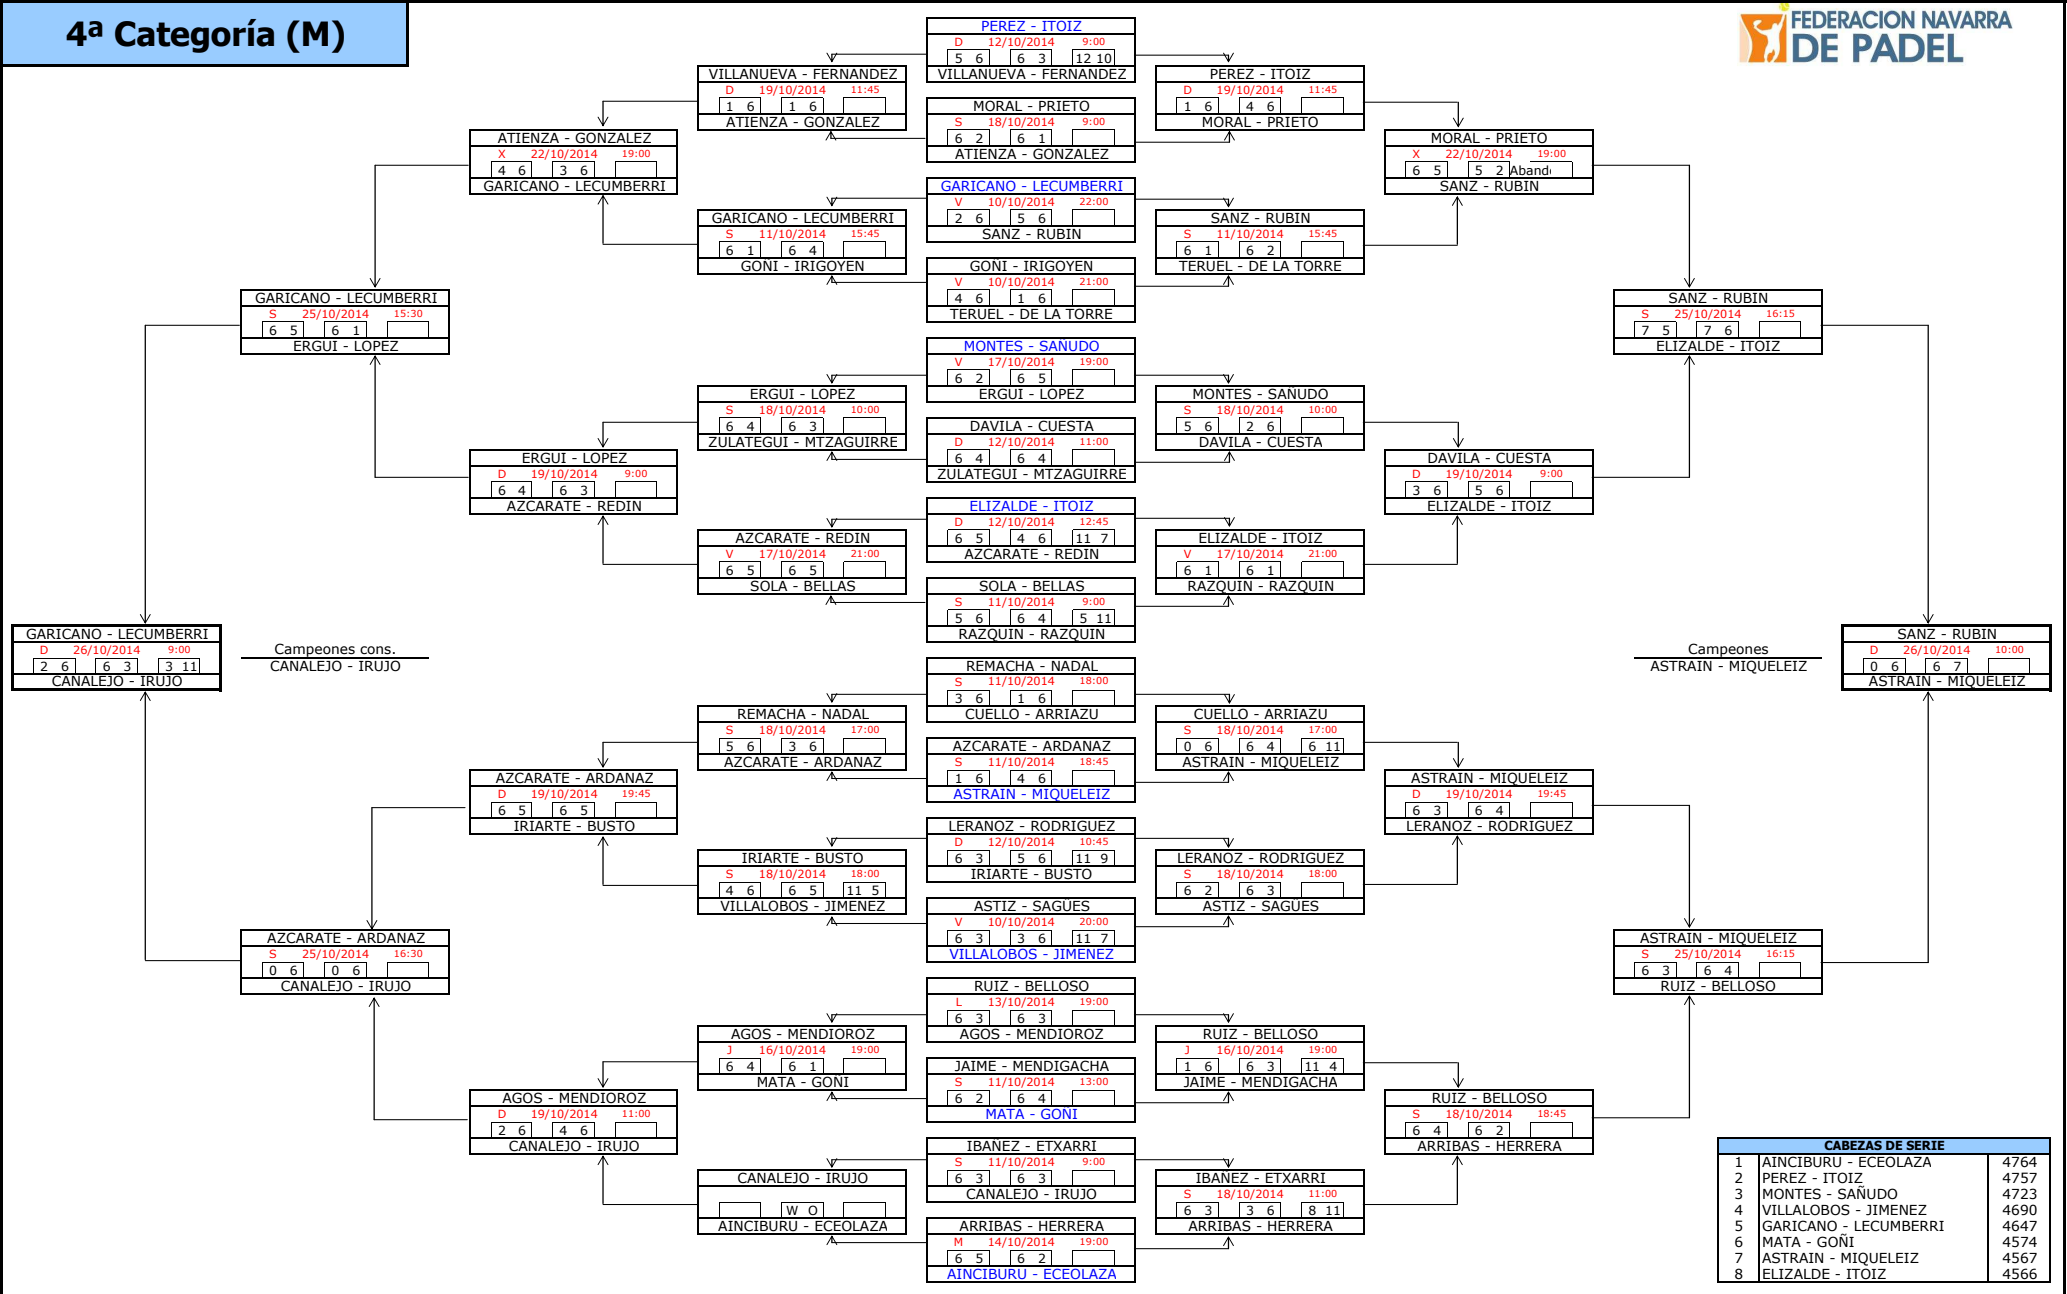 4ª Categoría (M)
FEDERACION NAVARRA
DE PADEL
GARICANO - LECUMBERRI
D 26/10/2014 9:00
2 6 6 3 3 11
CANALEJO - IRUJO
Campeones cons.
CANALEJO - IRUJO
GARICANO - LECUMBERRI
S 25/10/2014 15:30
6 5 6 1
ERGUI - LOPEZ
AZCARATE - ARDANAZ
S 25/10/2014 16:30
0 6 0 6
CANALEJO - IRUJO
ATIENZA - GONZALEZ
X 22/10/2014 19:00
4 6 3 6
GARICANO - LECUMBERRI
ERGUI - LOPEZ
D 19/10/2014 9:00
6 4 6 3
AZCARATE - REDIN
AZCARATE - ARDANAZ
D 19/10/2014 19:45
6 5 6 5
IRIARTE - BUSTO
AGOS - MENDIOROZ
D 19/10/2014 11:00
2 6 4 6
CANALEJO - IRUJO
VILLANUEVA - FERNANDEZ
D 19/10/2014 11:45
1 6 1 6
ATIENZA - GONZALEZ
GARICANO - LECUMBERRI
S 11/10/2014 15:45
6 1 6 4
GOÑI - IRIGOYEN
ERGUI - LOPEZ
S 18/10/2014 10:00
6 4 6 3
ZULATEGUI - MTZAGUIRRE
AZCARATE - REDIN
V 17/10/2014 21:00
6 5 6 5
SOLA - BELLAS
REMACHA - NADAL
S 18/10/2014 17:00
5 6 3 6
AZCARATE - ARDANAZ
IRIARTE - BUSTO
S 18/10/2014 18:00
4 6 6 5 11 5
VILLALOBOS - JIMENEZ
AGOS - MENDIOROZ
J 16/10/2014 19:00
6 4 6 1
MATA - GOÑI
CANALEJO - IRUJO
W O
AINCIBURU - ECEOLAZA
PEREZ - ITOIZ
D 12/10/2014 9:00
5 6 6 3 12 10
VILLANUEVA - FERNANDEZ
MORAL - PRIETO
S 18/10/2014 9:00
6 2 6 1
ATIENZA - GONZALEZ
GARICANO - LECUMBERRI
V 10/10/2014 22:00
2 6 5 6
SANZ - RUBIN
GOÑI - IRIGOYEN
V 10/10/2014 21:00
4 6 1 6
TERUEL - DE LA TORRE
MONTES - SAÑUDO
V 17/10/2014 19:00
6 2 6 5
ERGUI - LOPEZ
DAVILA - CUESTA
D 12/10/2014 11:00
6 4 6 4
ZULATEGUI - MTZAGUIRRE
ELIZALDE - ITOIZ
D 12/10/2014 12:45
6 5 4 6 11 7
AZCARATE - REDIN
SOLA - BELLAS
S 11/10/2014 9:00
5 6 6 4 5 11
RAZQUIN - RAZQUIN
REMACHA - NADAL
S 11/10/2014 18:00
3 6 1 6
CUELLO - ARRIAZU
AZCARATE - ARDANAZ
S 11/10/2014 18:45
1 6 4 6
ASTRAIN - MIQUELEIZ
LERANOZ - RODRIGUEZ
D 12/10/2014 10:45
6 3 5 6 11 9
IRIARTE - BUSTO
ASTIZ - SAGÜES
V 10/10/2014 20:00
6 3 3 6 11 7
VILLALOBOS - JIMENEZ
RUIZ - BELLOSO
L 13/10/2014 19:00
6 3 6 3
AGOS - MENDIOROZ
JAIME - MENDIGACHA
S 11/10/2014 13:00
6 2 6 4
MATA - GOÑI
IBAÑEZ - ETXARRI
S 11/10/2014 9:00
6 3 6 3
CANALEJO - IRUJO
ARRIBAS - HERRERA
M 14/10/2014 19:00
6 5 6 2
AINCIBURU - ECEOLAZA
PEREZ - ITOIZ
D 19/10/2014 11:45
1 6 4 6
MORAL - PRIETO
SANZ - RUBIN
S 11/10/2014 15:45
6 1 6 2
TERUEL - DE LA TORRE
MONTES - SAÑUDO
S 18/10/2014 10:00
5 6 2 6
DAVILA - CUESTA
ELIZALDE - ITOIZ
V 17/10/2014 21:00
6 1 6 1
RAZQUIN - RAZQUIN
CUELLO - ARRIAZU
S 18/10/2014 17:00
0 6 6 4 6 11
ASTRAIN - MIQUELEIZ
LERANOZ - RODRIGUEZ
S 18/10/2014 18:00
6 2 6 3
ASTIZ - SAGÜES
RUIZ - BELLOSO
J 16/10/2014 19:00
1 6 6 3 11 4
JAIME - MENDIGACHA
IBAÑEZ - ETXARRI
S 18/10/2014 11:00
6 3 3 6 8 11
ARRIBAS - HERRERA
MORAL - PRIETO
X 22/10/2014 19:00
6 5 5 2 Aband
SANZ - RUBIN
DAVILA - CUESTA
D 19/10/2014 9:00
3 6 5 6
ELIZALDE - ITOIZ
ASTRAIN - MIQUELEIZ
D 19/10/2014 19:45
6 3 6 4
LERANOZ - RODRIGUEZ
RUIZ - BELLOSO
S 18/10/2014 18:45
6 4 6 2
ARRIBAS - HERRERA
SANZ - RUBIN
S 25/10/2014 16:15
7 5 7 6
ELIZALDE - ITOIZ
ASTRAIN - MIQUELEIZ
S 25/10/2014 16:15
6 3 6 4
RUIZ - BELLOSO
Campeones
ASTRAIN - MIQUELEIZ
SANZ - RUBIN
D 26/10/2014 10:00
0 6 6 7
ASTRAIN - MIQUELEIZ
CABEZAS DE SERIE
1 AINCIBURU - ECEOLAZA 4764
2 PEREZ - ITOIZ 4757
3 MONTES - SAÑUDO 4723
4 VILLALOBOS - JIMENEZ 4690
5 GARICANO - LECUMBERRI 4647
6 MATA - GOÑI 4574
7 ASTRAIN - MIQUELEIZ 4567
8 ELIZALDE - ITOIZ 4566